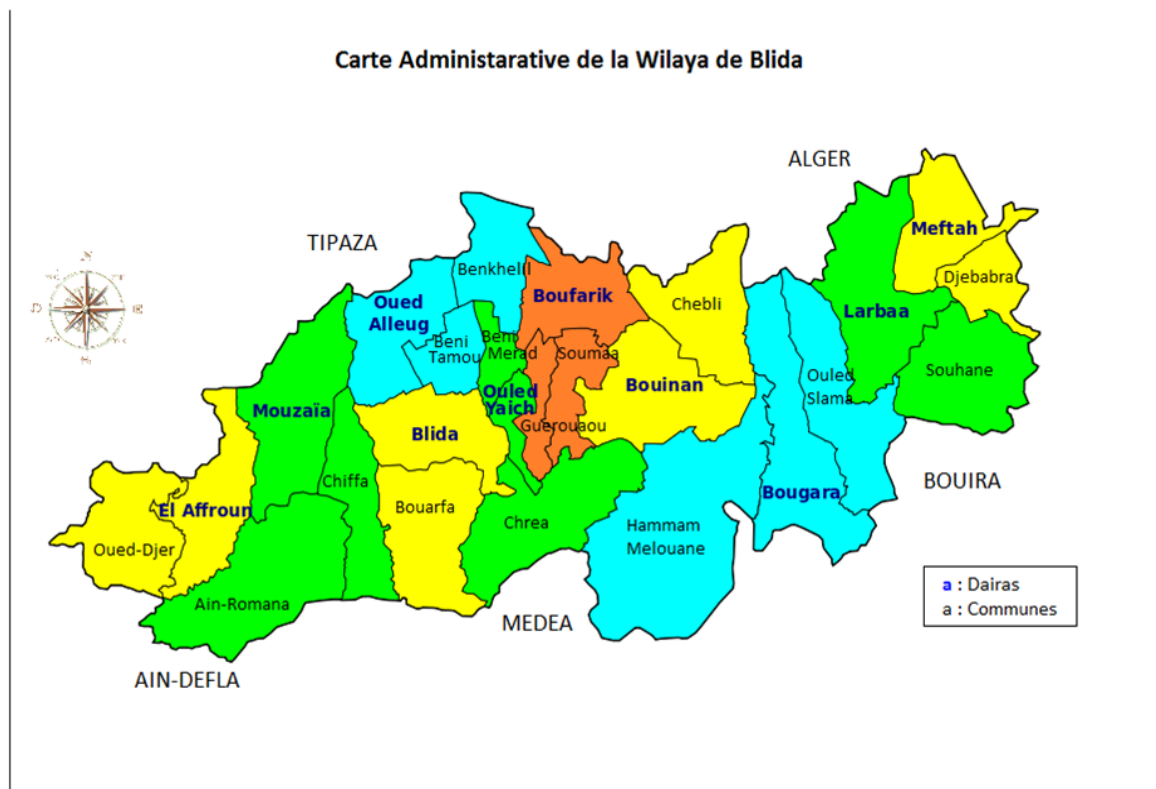 Carte Administarative de la Wilaya de Blida
ALGER
TIPAZA
Meftah
Benkhelil
Djebabra
Boufarik
Oued
Alleug
Chebli
Larbaa
Beni
Tamou
Beni
Merad
Soumaa
Souhane
Ouled
Slama
Bouinan
Ouled
Yaich
Mouzaïa
Blida
Guerouaou
Chiffa
BOUIRA
Bougara
Bouarfa
El Affroun
Chrea
Hammam
Melouane
Oued-Djer
a : Dairas
a : Communes
Ain-Romana
MEDEA
AIN-DEFLA